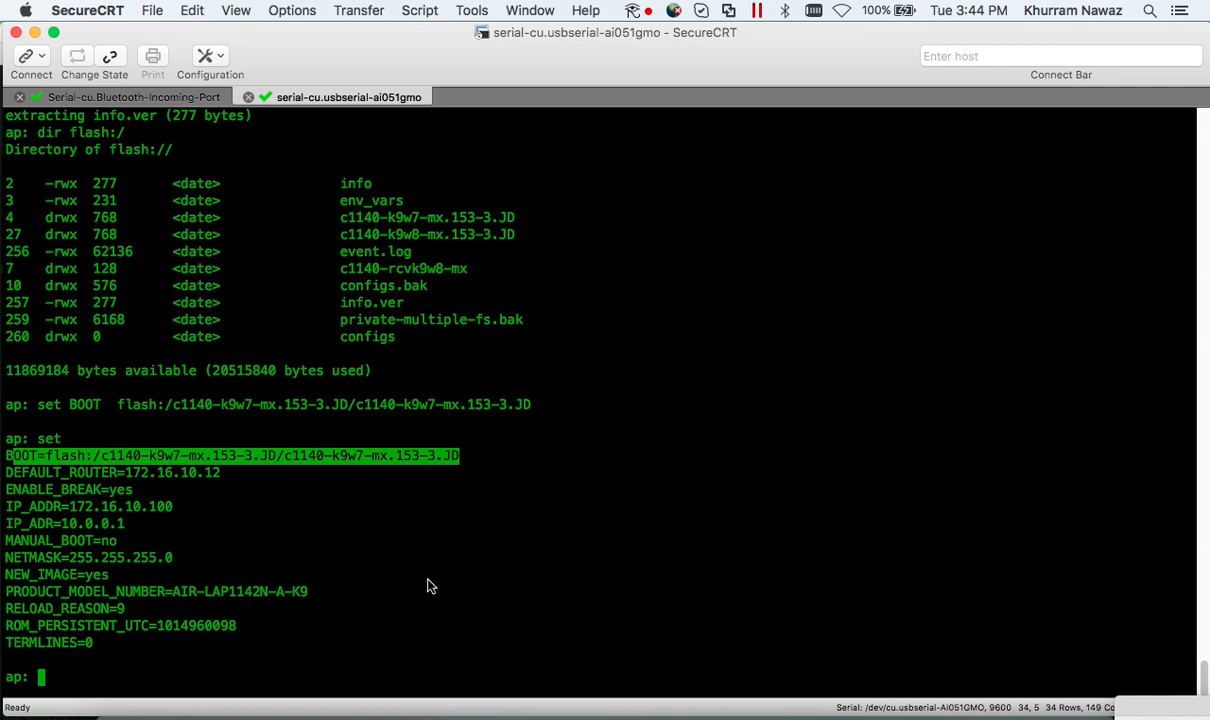 SecureCRT File Edit View Options Transfer Script Tools Window Help 100% Tue 3:44 PM Khurram Nawaz
serial-cu.usbserial-ai051gmo - SecureCRT
Enter host
Connect Change State Print Configuration Connect Bar
Serial-cu.Bluetooth-Incoming-Port serial-cu.usbserial-ai051gmo
extracting info.ver (277 bytes)
ap: dir flash:/
Directory of flash://
2 -rwx 277 <date> info
3 -rwx 231 <date> env_vars
4 drwx 768 <date> c1140-k9w7-mx.153-3.JD
27 drwx 768 <date> c1140-k9w8-mx.153-3.JD
256 -rwx 62136 <date> event.log
7 drwx 128 <date> c1140-rcvk9w8-mx
10 drwx 576 <date> configs.bak
257 -rwx 277 <date> info.ver
259 -rwx 6168 <date> private-multiple-fs.bak
260 drwx 0 <date> configs
11869184 bytes available (20515840 bytes used)
ap: set BOOT flash:/c1140-k9w7-mx.153-3.JD/c1140-k9w7-mx.153-3.JD
ap: set
BOOT=flash:/c1140-k9w7-mx.153-3.JD/c1140-k9w7-mx.153-3.JD
DEFAULT_ROUTER=172.16.10.12
ENABLE_BREAK=yes
IP_ADDR=172.16.10.100
IP_ADR=10.0.0.1
MANUAL_BOOT=no
NETMASK=255.255.255.0
NEW_IMAGE=yes
PRODUCT_MODEL_NUMBER=AIR-LAP1142N-A-K9
RELOAD_REASON=9
ROM_PERSISTENT_UTC=1014960098
TERMLINES=0
ap:
Ready Serial: /dev/cu.usbserial-AI051GMO, 9600 34, 5 34 Rows, 149 Co